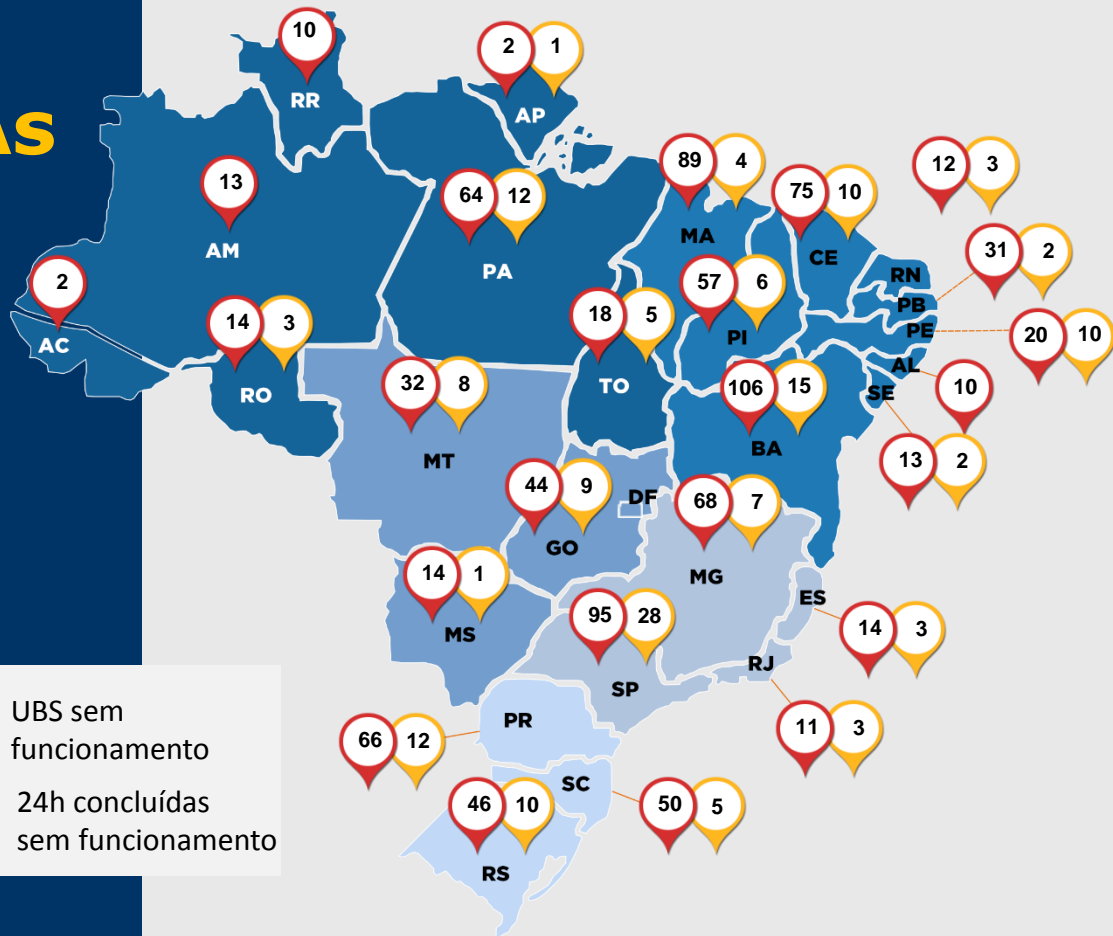 AS
10
2 1
RR
AP
89 4
12 3
13
64 12
75 10
MA
AM
CE
31 2
PA
RN
2
57 6
PB
14 3
18 5
PE
20 10
AC
PI
AL
RO
TO
32 8
106 15
SE
10
BA
MT
13 2
44 9
DF
68 7
GO
MG
14 1
ES
95 28
14 3
MS
RJ
SP
UBS sem
funcionamento
PR
11 3
66 12
SC
24h concluídas
sem funcionamento
46 10
50 5
RS